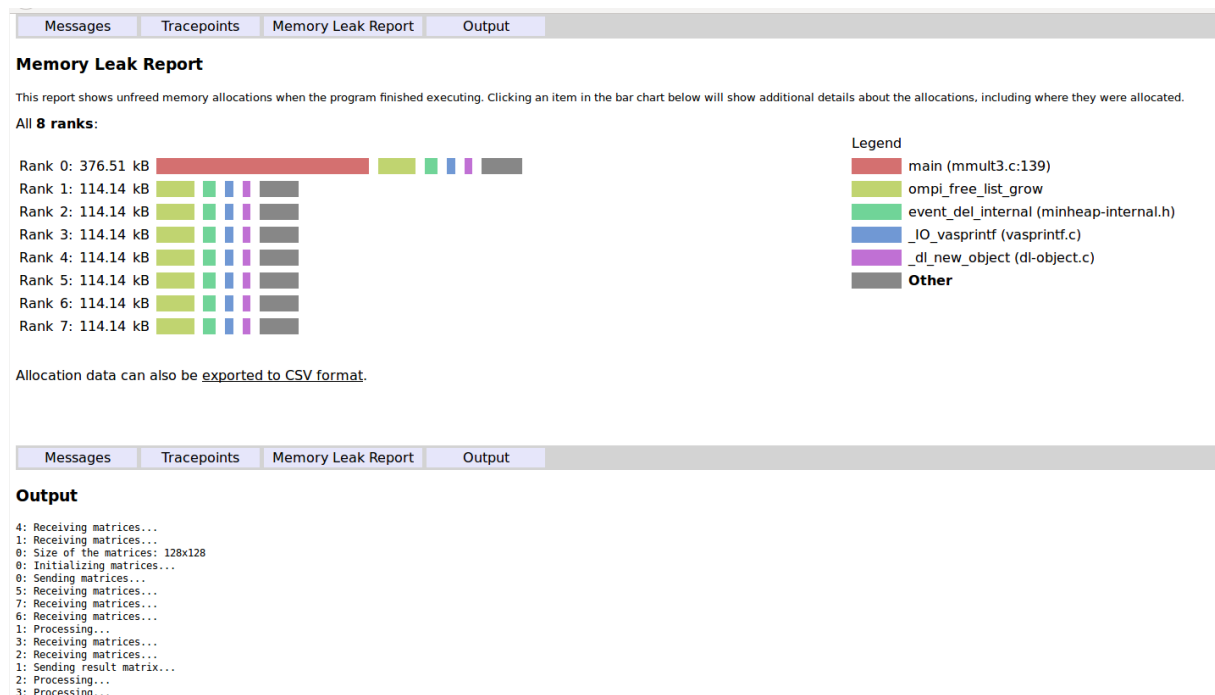 Messages Tracepoints Memory Leak Report Output
Memory Leak Report
This report shows unfreed memory allocations when the program finished executing. Clicking an item in the bar chart below will show additional details about the allocations, including where they were allocated.
All 8 ranks:
Legend
Rank 0: 376.51 kB main (mmult3.c:139)
Rank 1: 114.14 kB ompi_free_list_grow
Rank 2: 114.14 kB event_del_internal (minheap-internal.h)
Rank 3: 114.14 kB _IO_vasprintf (vasprintf.c)
Rank 4: 114.14 kB _dl_new_object (dl-object.c)
Rank 5: 114.14 kB Other
Rank 6: 114.14 kB
Rank 7: 114.14 kB
Allocation data can also be exported to CSV format.
Messages Tracepoints Memory Leak Report Output
Output
4: Receiving matrices...
1: Receiving matrices...
0: Size of the matrices: 128x128
0: Initializing matrices...
0: Sending matrices...
5: Receiving matrices...
7: Receiving matrices...
6: Receiving matrices...
1: Processing...
3: Receiving matrices...
2: Receiving matrices...
1: Sending result matrix...
2: Processing...
3: Processing...